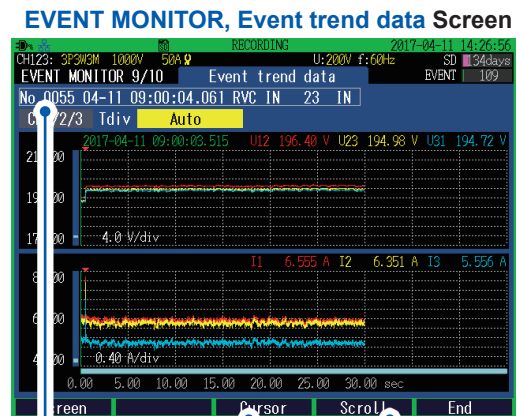 EVENT MONITOR, Event trend data Screen
SD RECORDING 2017-04-11 14:26:56
CH123: 3P3W3M 1000V 50A U:200V f:60Hz SD 134days
EVENT MONITOR 9/10 Event trend data EVENT 109
No 0055 04-11 09:00:04.061 RVC IN 23 IN
2/3 Tdiv Auto
2017-04-11 09:00:03.515 U12 196.40 V U23 194.98 V U31 194.72 V
4.0 V/div
I1 6.555 A I2 6.351 A I3 5.556 A
0.40 A/div
0.00 5.00 10.00 15.00 20.00 25.00 30.00 sec
Cursor Scroll End